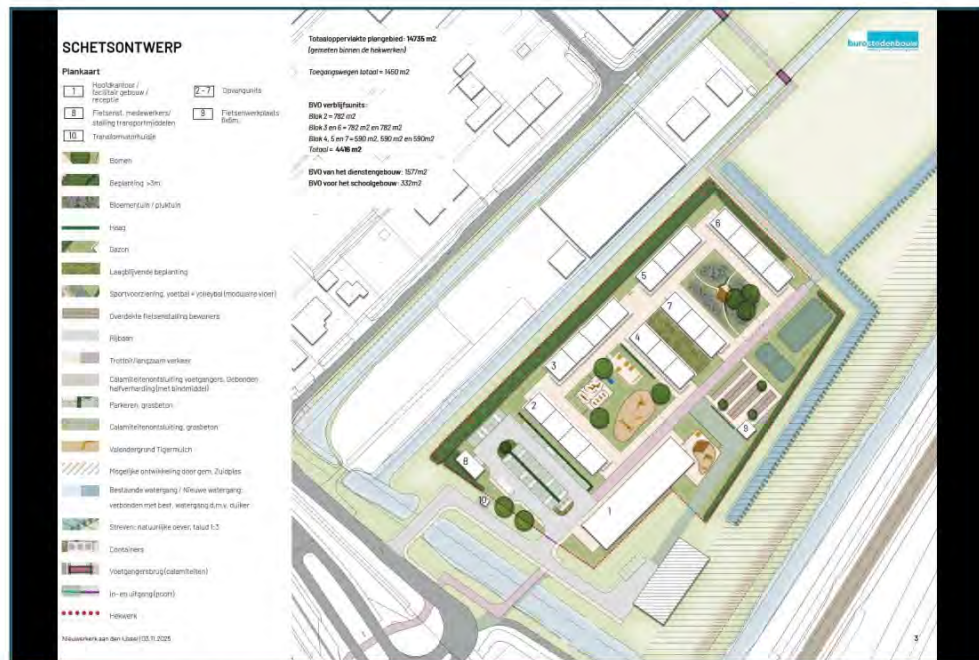 SCHETSONTWERP
Plankaart
1 Hoofdkantoor /
facilitair gebouw /
receptie
2 - 7 Opvangunits
8 Fietsenst. medewerkers/
stalling transportmiddelen
9 Fietsenwerkplaats
6x6m.
10 Transformatorhuisje
Bomen
Beplanting >3m
Bloementuin / pluktuin
Haag
Gazon
Laagblijvende beplanting
Sportvoorziening, voetbal + volleybal (modulaire vloer)
Overdekte fietsenstalling bewoners
Rijbaan
Trottoir/langzaam verkeer
Calamiteitenontsluiting voetgangers. Gebonden
halfverharding (met bindmiddel)
Parkeren, grasbeton
Calamiteitenontsluiting, grasbeton
Valondergrond Tigermulch
Mogelijke ontwikkeling door gem. Zuidplas
Bestaande watergang / Nieuwe watergang
verbonden met best. watergang d.m.v. duiker
Streven: natuurlijke oever, talud 1:3
Containers
Voetgangersbrug (calamiteiten)
In- en uitgang (poort)
Hekwerk
Nieuwerkerk aan den IJssel | 03.11.2025
Totaaloppervlakte plangebied: 14735 m2
(gemeten binnen de hekwerken)
Toegangswegen totaal = 1460 m2
BVO verblijfsunits:
Blok 2 = 782 m2
Blok 3 en 6 = 782 m2 en 782 m2
Blok 4, 5 en 7 = 590 m2, 590 m2 en 590m2
Totaal = 4416 m2
BVO van het dienstengebouw: 1577m2
BVO voor het schoolgebouw: 332m2
burostedenbouw
6
5
7
3
4
2
9
8
10
1
3